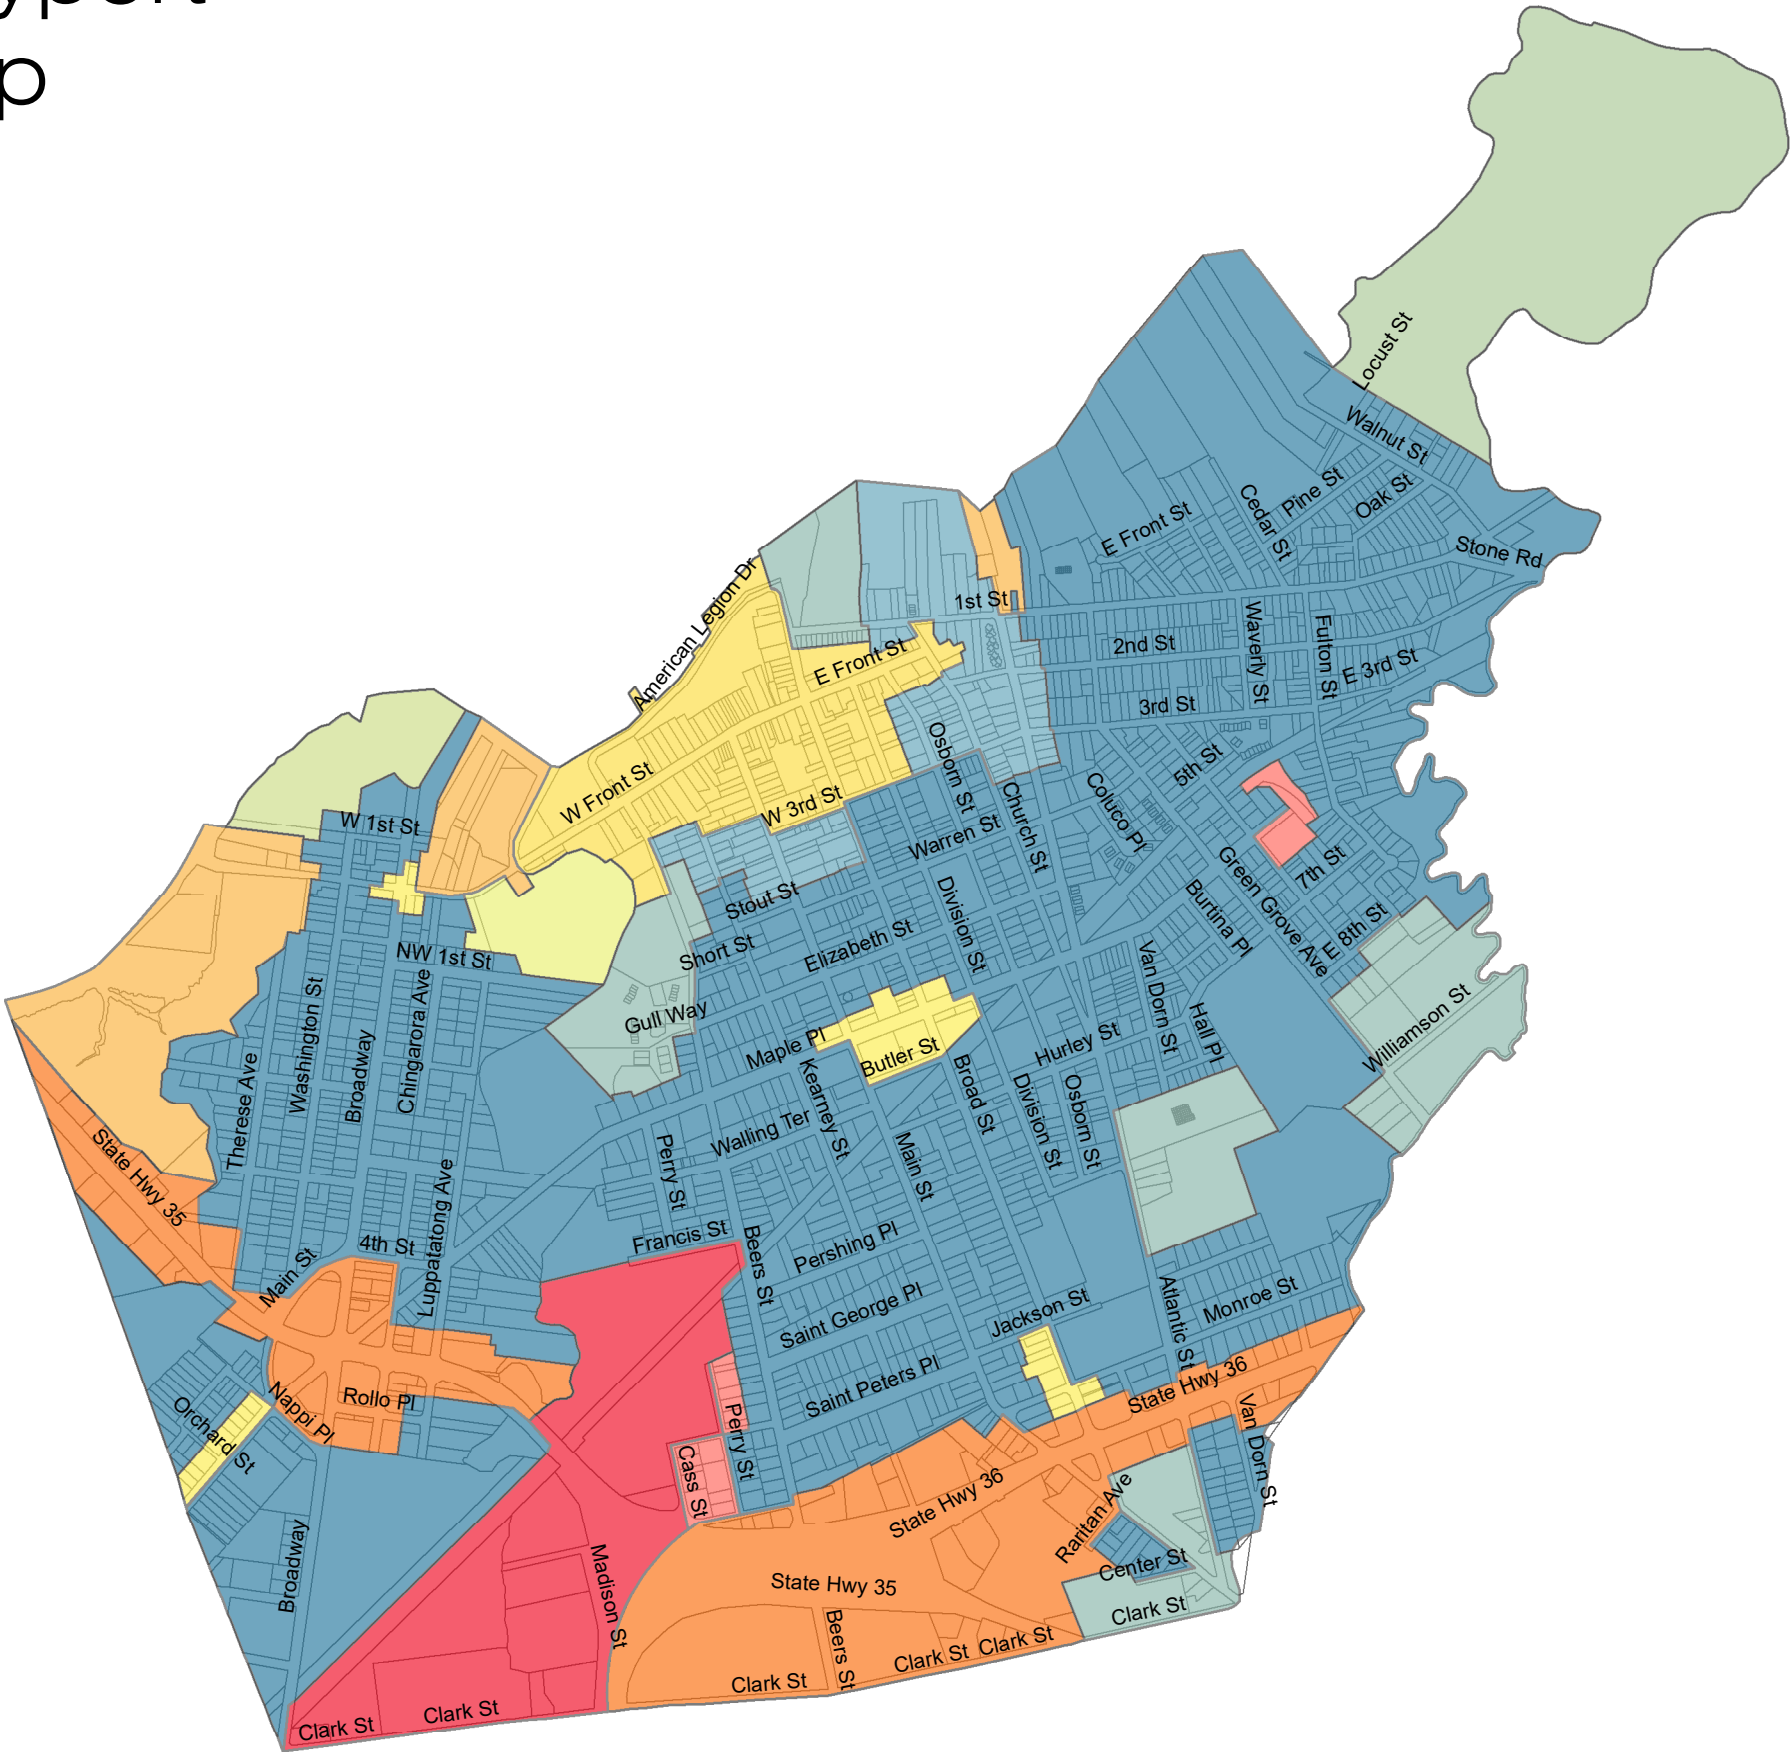 yport
p
Locust St
Walnut St
Pine St
Oak St
Cedar St
E Front St
Stone Rd
American Legion Dr
1st St
2nd St
Waverly St
Fulton St
E 3rd St
E Front St
3rd St
Osborn St
5th St
W Front St
W 3rd St
Coluco Pl
Church St
W 1st St
Warren St
Green Grove Ave
7th St
Stout St
Division St
Burtina Pl
E 8th St
Short St
Elizabeth St
NW 1st St
Van Dorn St
Washington St
Chingarora Ave
Gull Way
Hall Pl
Williamson St
Broadway
Maple Pl
Butler St
Hurley St
Therese Ave
Kearney St
Broad St
Division St
Osborn St
Walling Ter
State Hwy 35
Perry St
Main St
Luppatatong Ave
Francis St
4th St
Beers St
Pershing Pl
Main St
Saint George Pl
Jackson St
Atlantic St
Monroe St
Saint Peters Pl
State Hwy 36
Nappi Pl
Rollo Pl
Orchard St
Perry St
Van Dorn St
Cass St
State Hwy 36
Raritan Ave
Broadway
Madison St
Center St
State Hwy 35
Clark St
Beers St
Clark St
Clark St
Clark St
Clark St
Clark St